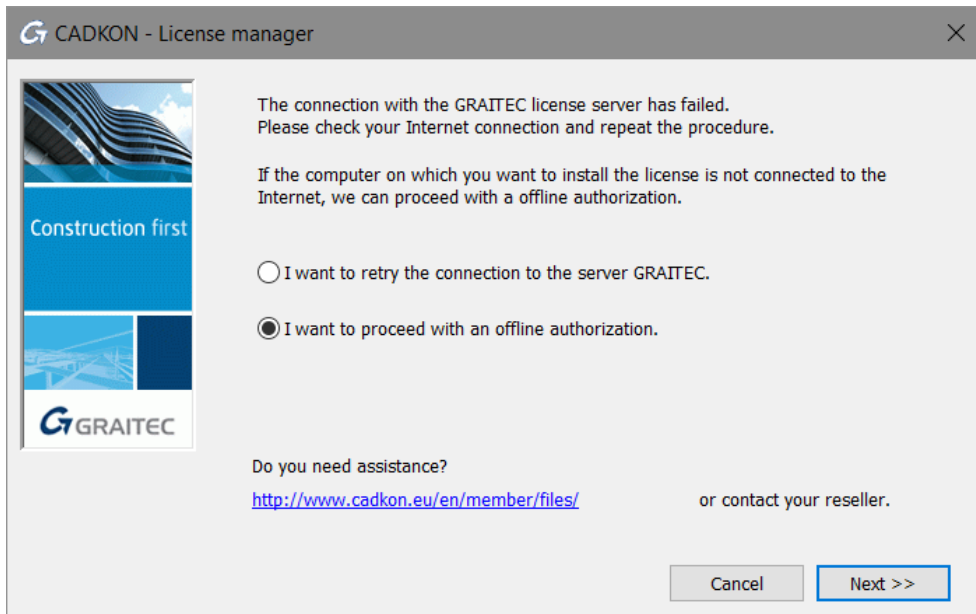 CADKON - License manager
The connection with the GRAITEC license server has failed.
Please check your Internet connection and repeat the procedure.
If the computer on which you want to install the license is not connected to the
Internet, we can proceed with a offline authorization.
Construction first
I want to retry the connection to the server GRAITEC.
I want to proceed with an offline authorization.
GRAITEC
Do you need assistance?
http://www.cadkon.eu/en/member/files/ or contact your reseller.
Cancel Next >>